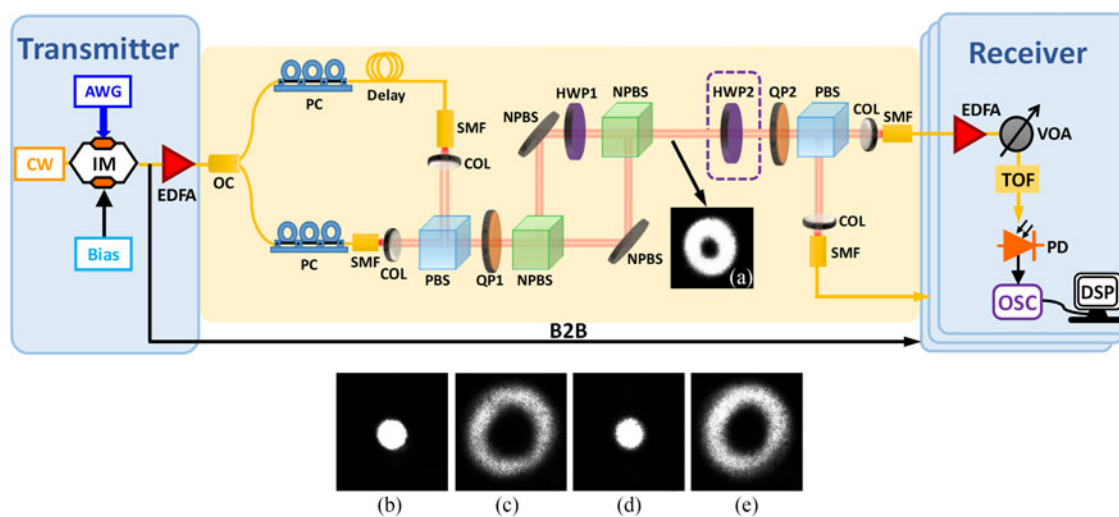 Transmitter
Receiver
AWG
CW
IM
Bias
EDFA
OC
PC
Delay
SMF
COL
PC
SMF
COL
PBS
QP1
NPBS
NPBS
HWP1
NPBS
NPBS
HWP2
QP2
PBS
COL
SMF
COL
SMF
(a)
EDFA
VOA
TOF
PD
OSC
DSP
B2B
(b)
(c)
(d)
(e)